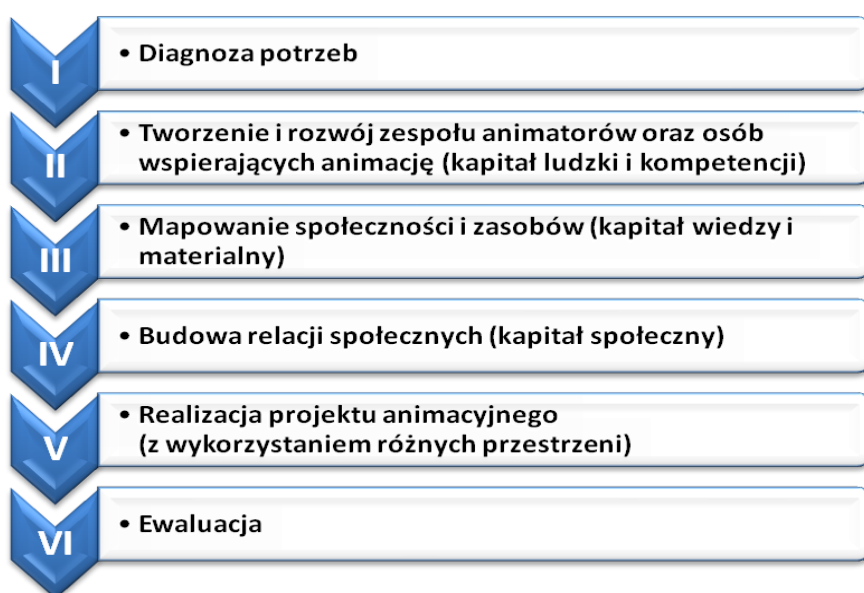 I
• Diagnoza potrzeb
II
• Tworzenie i rozwój zespołu animatorów oraz osób
wspierających animację (kapitał ludzki i kompetencji)
III
• Mapowanie społeczności i zasobów (kapitał wiedzy i
materialny)
IV
• Budowa relacji społecznych (kapitał społeczny)
V
• Realizacja projektu animacyjnego
(z wykorzystaniem różnych przestrzeni)
VI
• Ewaluacja